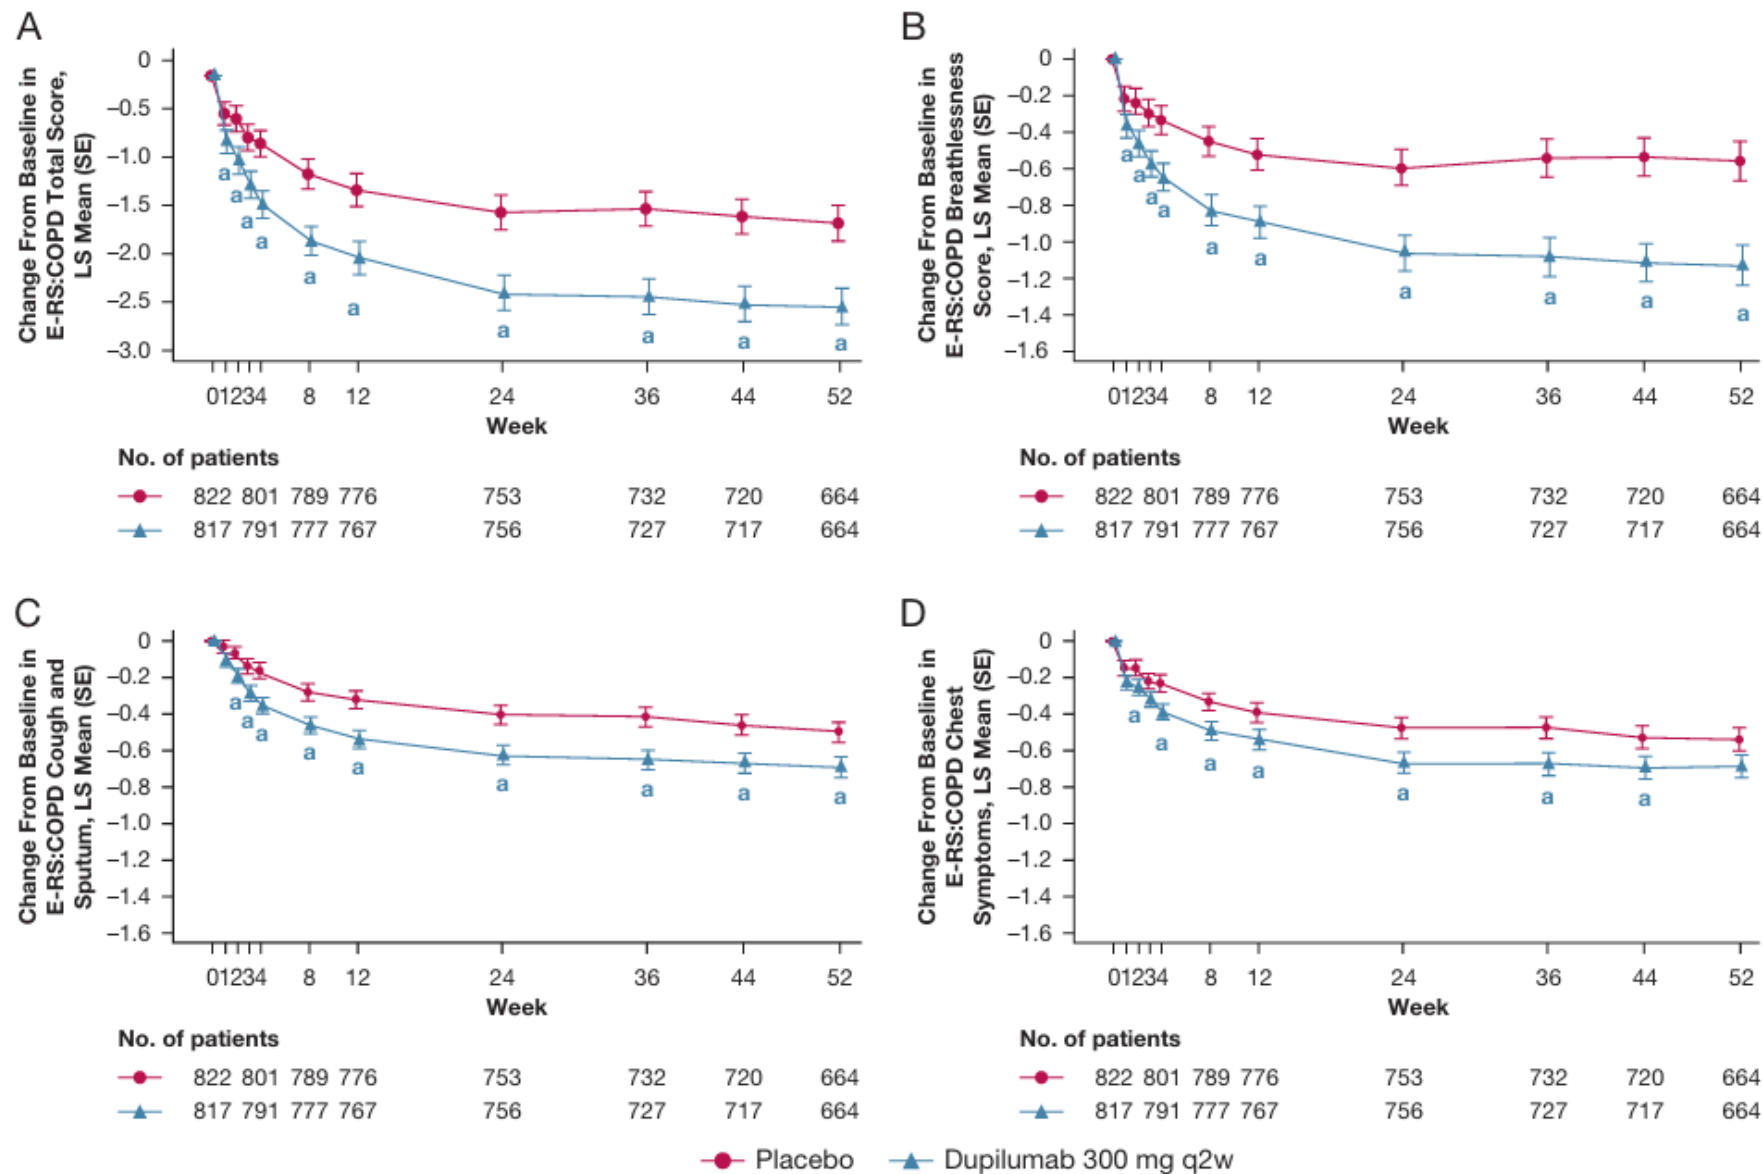 A
Change From Baseline in
E-RS:COPD Total Score,
LS Mean (SE)
0
−0.5
−1.0
−1.5
−2.0
−2.5
−3.0
a a a a a a a a a a
0 1 2 3 4 8 12 24 36 44 52
Week
No. of patients
822 801 789 776 753 732 720 664
817 791 777 767 756 727 717 664
B
Change From Baseline in
E-RS:COPD Breathlessness
Score, LS Mean (SE)
0
−0.2
−0.4
−0.6
−0.8
−1.0
−1.2
−1.4
−1.6
a a a a a a a a a a
0 1 2 3 4 8 12 24 36 44 52
Week
No. of patients
822 801 789 776 753 732 720 664
817 791 777 767 756 727 717 664
C
Change From Baseline in
E-RS:COPD Cough and
Sputum, LS Mean (SE)
0
−0.2
−0.4
−0.6
−0.8
−1.0
−1.2
−1.4
−1.6
a a a a a a a a a
0 1 2 3 4 8 12 24 36 44 52
Week
No. of patients
822 801 789 776 753 732 720 664
817 791 777 767 756 727 717 664
D
Change From Baseline in
E-RS:COPD Chest
Symptoms, LS Mean (SE)
0
−0.2
−0.4
−0.6
−0.8
−1.0
−1.2
−1.4
−1.6
a a a a a a a
0 1 2 3 4 8 12 24 36 44 52
Week
No. of patients
822 801 789 776 753 732 720 664
817 791 777 767 756 727 717 664
Placebo Dupilumab 300 mg q2w